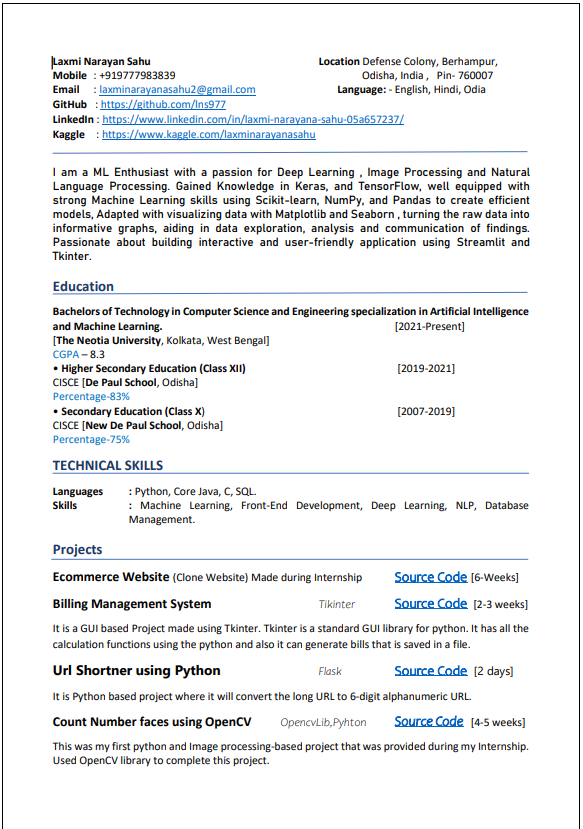 Laxmi Narayan Sahu Location Defense Colony, Berhampur,
Mobile : +919777983839 Odisha, India , Pin- 760007
Email : laxminarayanasahu2@gmail.com Language: - English, Hindi, Odia
GitHub : https://github.com/lns977
LinkedIn : https://www.linkedin.com/in/laxmi-narayana-sahu-05a657237/
Kaggle : https://www.kaggle.com/laxminarayanasahu
I am a ML Enthusiast with a passion for Deep Learning , Image Processing and Natural
Language Processing. Gained Knowledge in Keras, and TensorFlow, well equipped with
strong Machine Learning skills using Scikit-learn, NumPy, and Pandas to create efficient
models, Adapted with visualizing data with Matplotlib and Seaborn , turning the raw data into
informative graphs, aiding in data exploration, analysis and communication of findings.
Passionate about building interactive and user-friendly application using Streamlit and
Tkinter.
Education
Bachelors of Technology in Computer Science and Engineering specialization in Artificial Intelligence
and Machine Learning. [2021-Present]
[The Neotia University, Kolkata, West Bengal]
CGPA – 8.3
• Higher Secondary Education (Class XII) [2019-2021]
CISCE [De Paul School, Odisha]
Percentage-83%
• Secondary Education (Class X) [2007-2019]
CISCE [New De Paul School, Odisha]
Percentage-75%
TECHNICAL SKILLS
Languages : Python, Core Java, C, SQL.
Skills : Machine Learning, Front-End Development, Deep Learning, NLP, Database
Management.
Projects
Ecommerce Website (Clone Website) Made during Internship Source Code [6-Weeks]
Billing Management System Tikinter Source Code [2-3 weeks]
It is a GUI based Project made using Tkinter. Tkinter is a standard GUI library for python. It has all the
calculation functions using the python and also it can generate bills that is saved in a file.
Url Shortner using Python Flask Source Code [2 days]
It is Python based project where it will convert the long URL to 6-digit alphanumeric URL.
Count Number faces using OpenCV OpencvLib,Pyhton Source Code [4-5 weeks]
This was my first python and Image processing-based project that was provided during my Internship.
Used OpenCV library to complete this project.